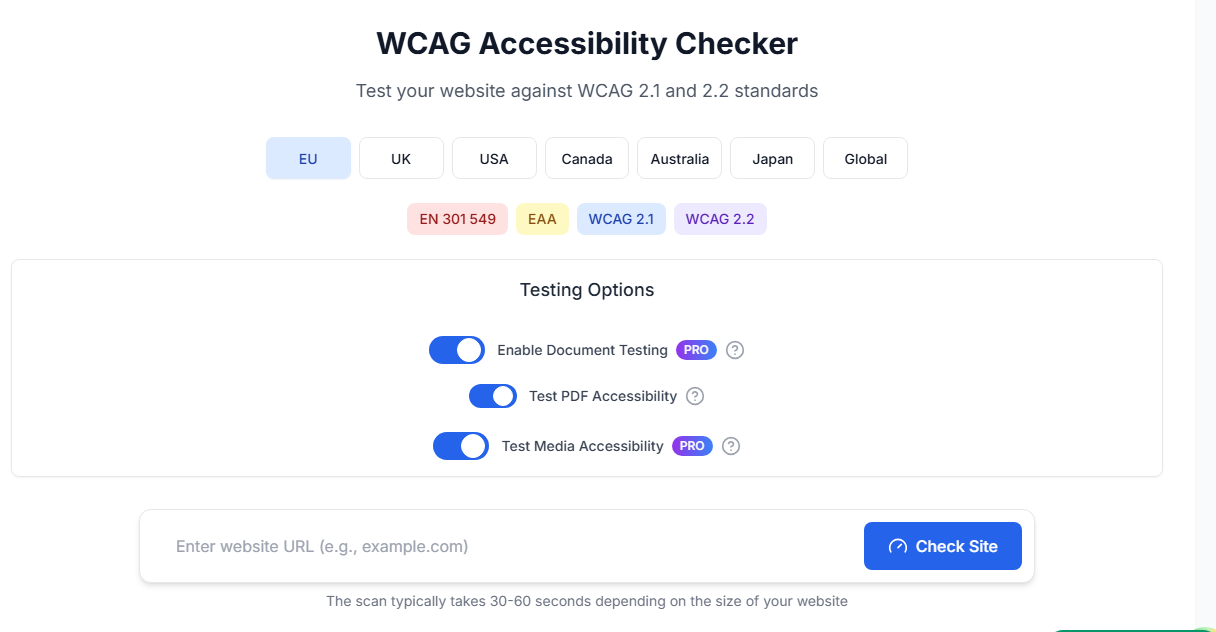 WCAG Accessibility Checker
Test your website against WCAG 2.1 and 2.2 standards
EU UK USA Canada Australia Japan Global
EN 301 549 EAA WCAG 2.1 WCAG 2.2
Testing Options
Enable Document Testing PRO ?
Test PDF Accessibility ?
Test Media Accessibility PRO ?
Enter website URL (e.g., example.com) Check Site
The scan typically takes 30-60 seconds depending on the size of your website